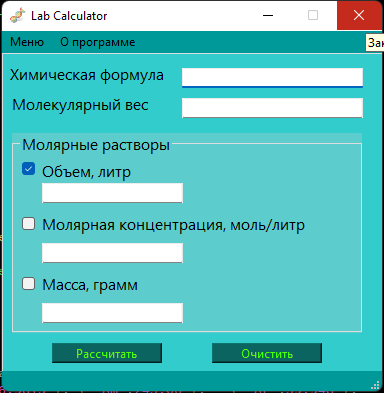 Lab Calculator
Меню О программе
Зак
Химическая формула
Молекулярный вес
Молярные растворы
Объем, литр
Молярная концентрация, моль/литр
Масса, грамм
Рассчитать Очистить